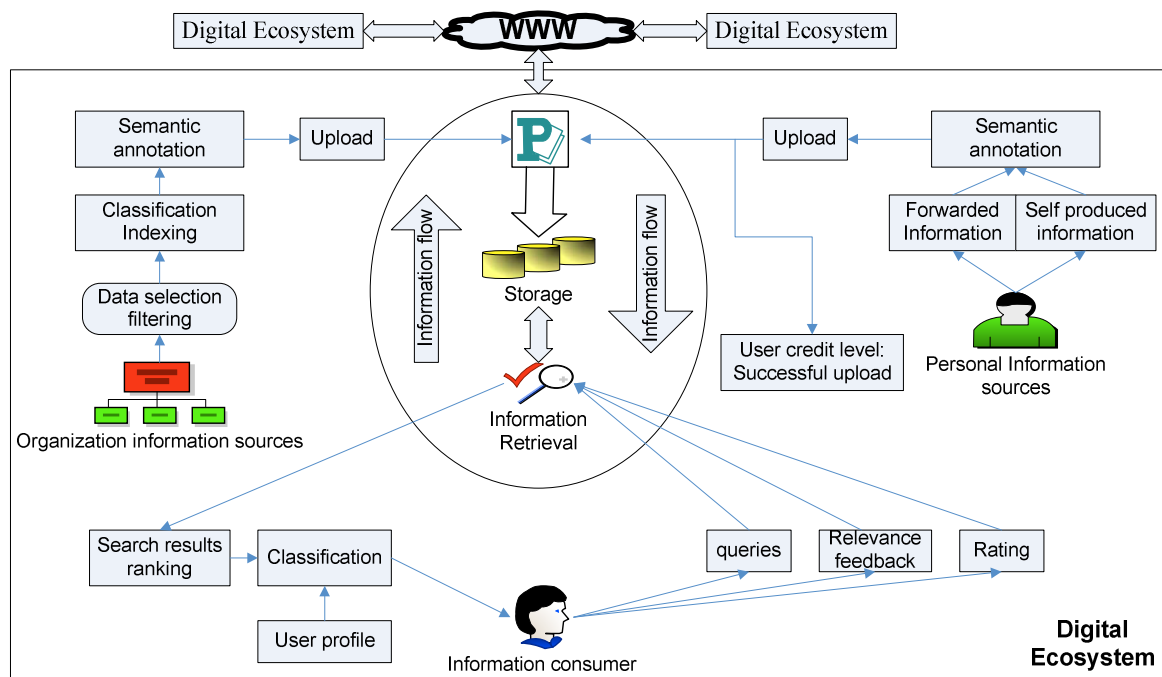 Digital Ecosystem
WWW
Digital Ecosystem
Semantic
annotation
Upload
P
Upload
Semantic
annotation
Classification
Indexing
Information flow
Information flow
Forwarded
Information
Self produced
information
Data selection
filtering
Storage
User credit level:
Successful upload
Personal Information
sources
Organization information sources
Information
Retrieval
Search results
ranking
Classification
queries
Relevance
feedback
Rating
User profile
Information consumer
Digital
Ecosystem